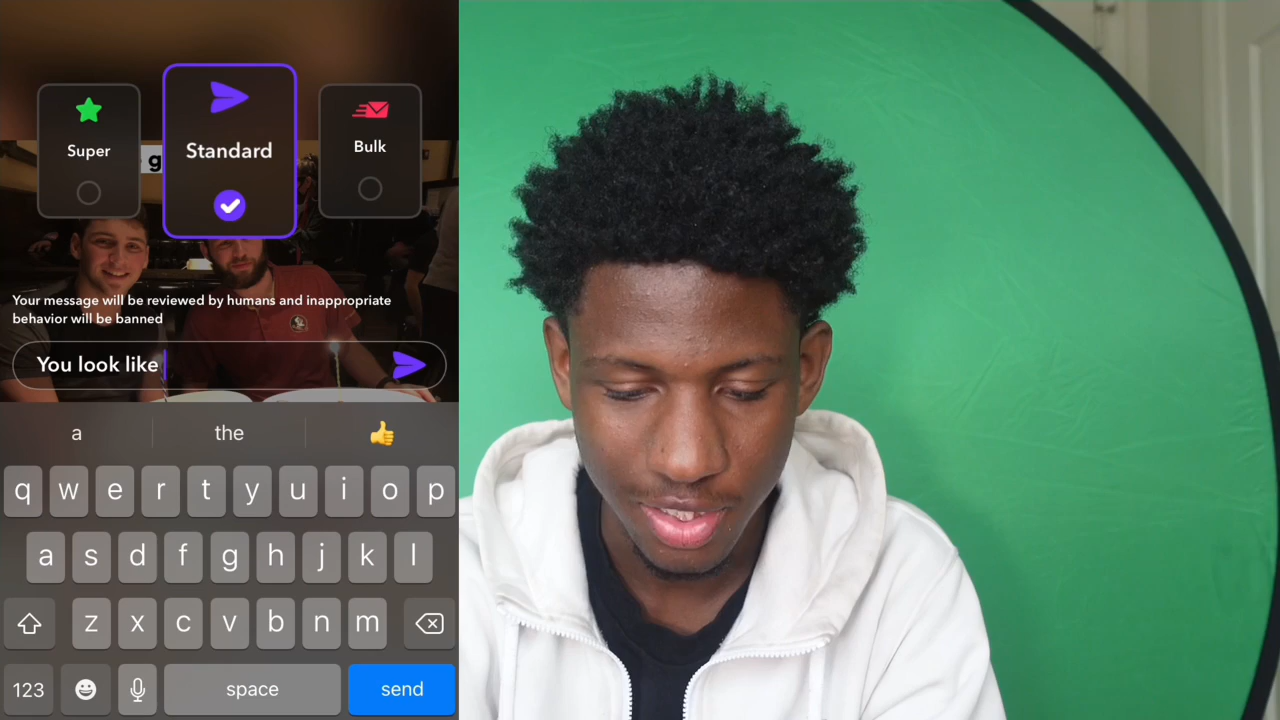 Super
Standard
Bulk
g
Your message will be reviewed by humans and inappropriate
behavior will be banned
You look like
a the
q w e r t y u i o p
a s d f g h j k l
z x c v b n m
123 space send